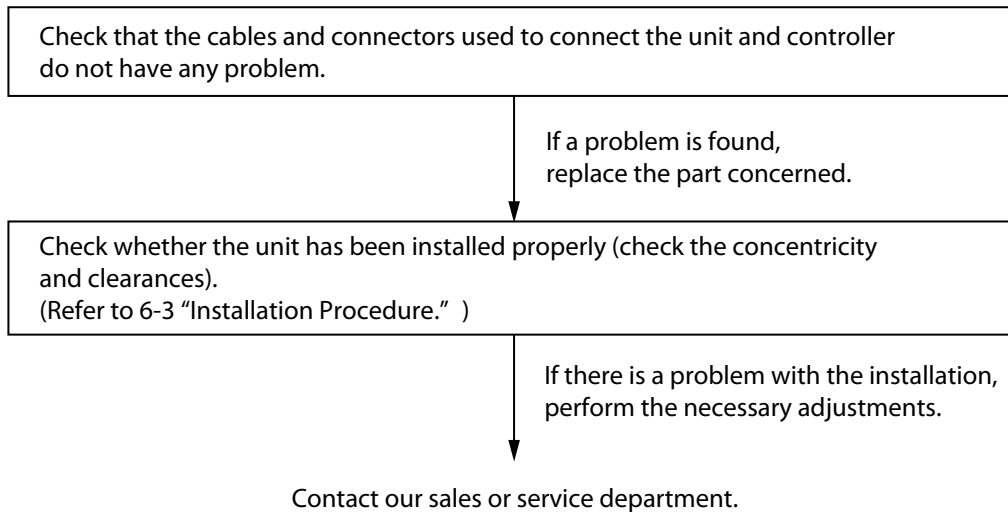 Check that the cables and connectors used to connect the unit and controller
do not have any problem.
If a problem is found,
replace the part concerned.
Check whether the unit has been installed properly (check the concentricity
and clearances).
(Refer to 6-3 “Installation Procedure.”  )
If there is a problem with the installation,
perform the necessary adjustments.
Contact our sales or service department.